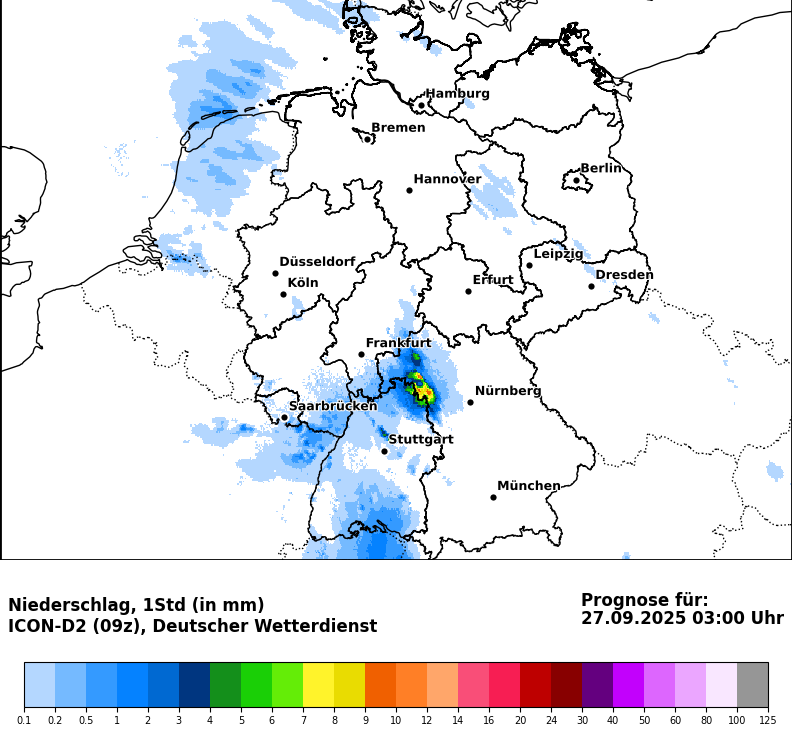 Hamburg
Bremen
Berlin
Hannover
Düsseldorf
Köln
Leipzig
Dresden
Erfurt
Frankfurt
Nürnberg
Saarbrücken
Stuttgart
München
Niederschlag, 1Std (in mm)
ICON-D2 (09z), Deutscher Wetterdienst
Prognose für:
27.09.2025 03:00 Uhr
0.1 0.2 0.5 1 2 3 4 5 6 7 8 9 10 12 14 16 20 24 30 40 50 60 80 100 125